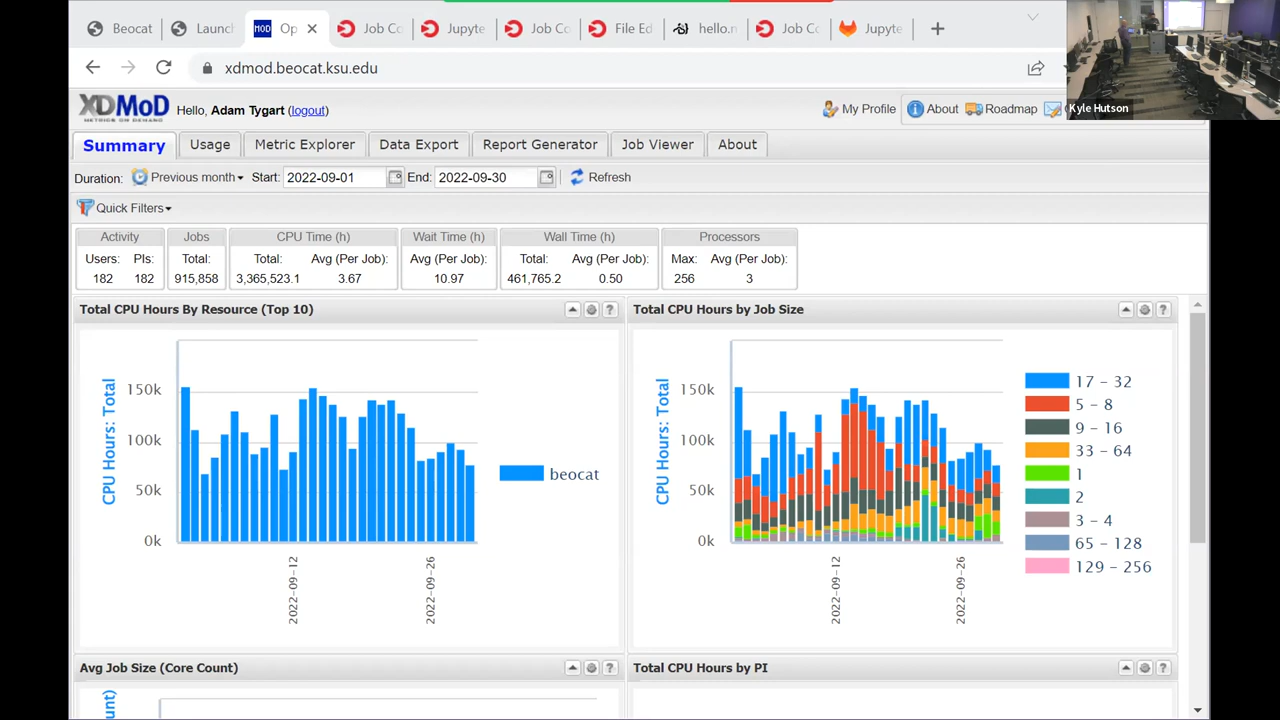 Beocat
Launc
MOD
Op
Job Co
Jupyte
Job Co
File Ed
hello.r
Job Co
Jupyte
xdmod.beocat.ksu.edu
Kyle Hutson
XDMoD
METRICS ON DEMAND
Hello, Adam Tygart (logout)
My Profile
About
Roadmap
Summary
Usage
Metric Explorer
Data Export
Report Generator
Job Viewer
About
Duration: Previous month Start: 2022-09-01 End: 2022-09-30 Refresh
Quick Filters
Activity
Users: PIs:
182 182
Jobs
Total:
915,858
CPU Time (h)
Total: Avg (Per Job):
3,365,523.1 3.67
Wait Time (h)
Avg (Per Job):
10.97
Wall Time (h)
Total: Avg (Per Job):
461,765.2 0.50
Processors
Max: Avg (Per Job):
256 3
Total CPU Hours By Resource (Top 10)
CPU Hours: Total
150k
100k
50k
0k
2022-09-12
2022-09-26
beocat
Total CPU Hours by Job Size
CPU Hours: Total
150k
100k
50k
0k
2022-09-12
2022-09-26
17 - 32
5 - 8
9 - 16
33 - 64
1
2
3 - 4
65 - 128
129 - 256
Avg Job Size (Core Count)
ount)
Total CPU Hours by PI